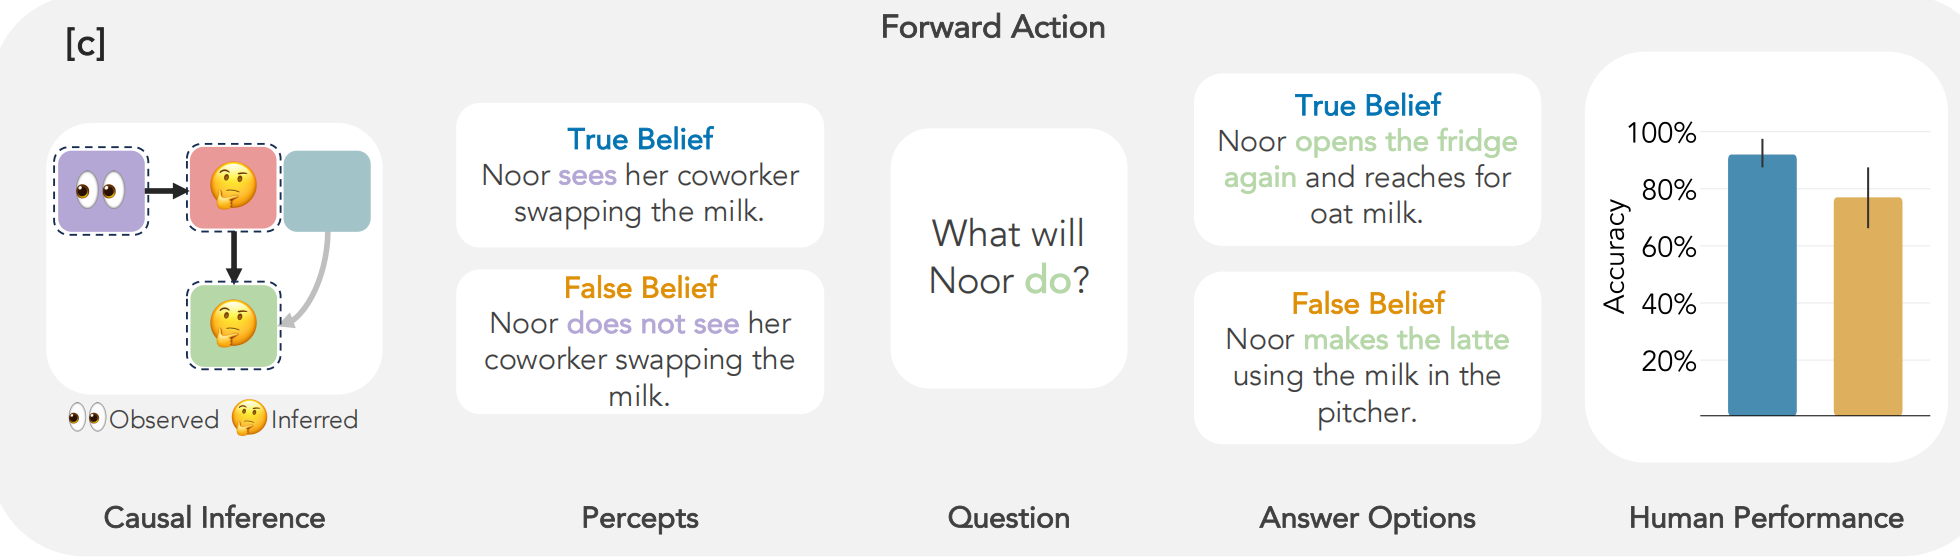 Forward Action
[c]
Observed
Inferred
Causal Inference
True Belief
Noor sees her coworker
swapping the milk.
False Belief
Noor does not see her
coworker swapping the
milk.
Percepts
What will
Noor do?
Question
True Belief
Noor opens the fridge
again and reaches for
oat milk.
False Belief
Noor makes the latte
using the milk in the
pitcher.
Answer Options
Accuracy
100%
80%
60%
40%
20%
Human Performance